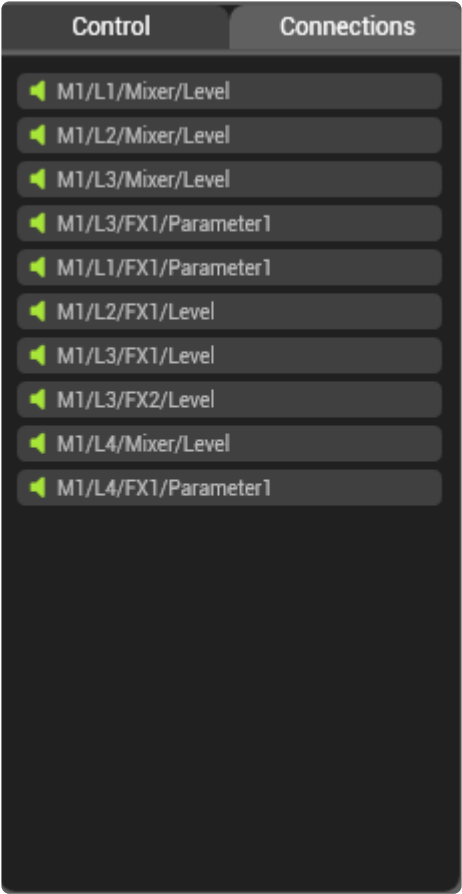 Control Connections
M1/L1/Mixer/Level
M1/L2/Mixer/Level
M1/L3/Mixer/Level
M1/L3/FX1/Parameter1
M1/L1/FX1/Parameter1
M1/L2/FX1/Level
M1/L3/FX1/Level
M1/L3/FX2/Level
M1/L4/Mixer/Level
M1/L4/FX1/Parameter1